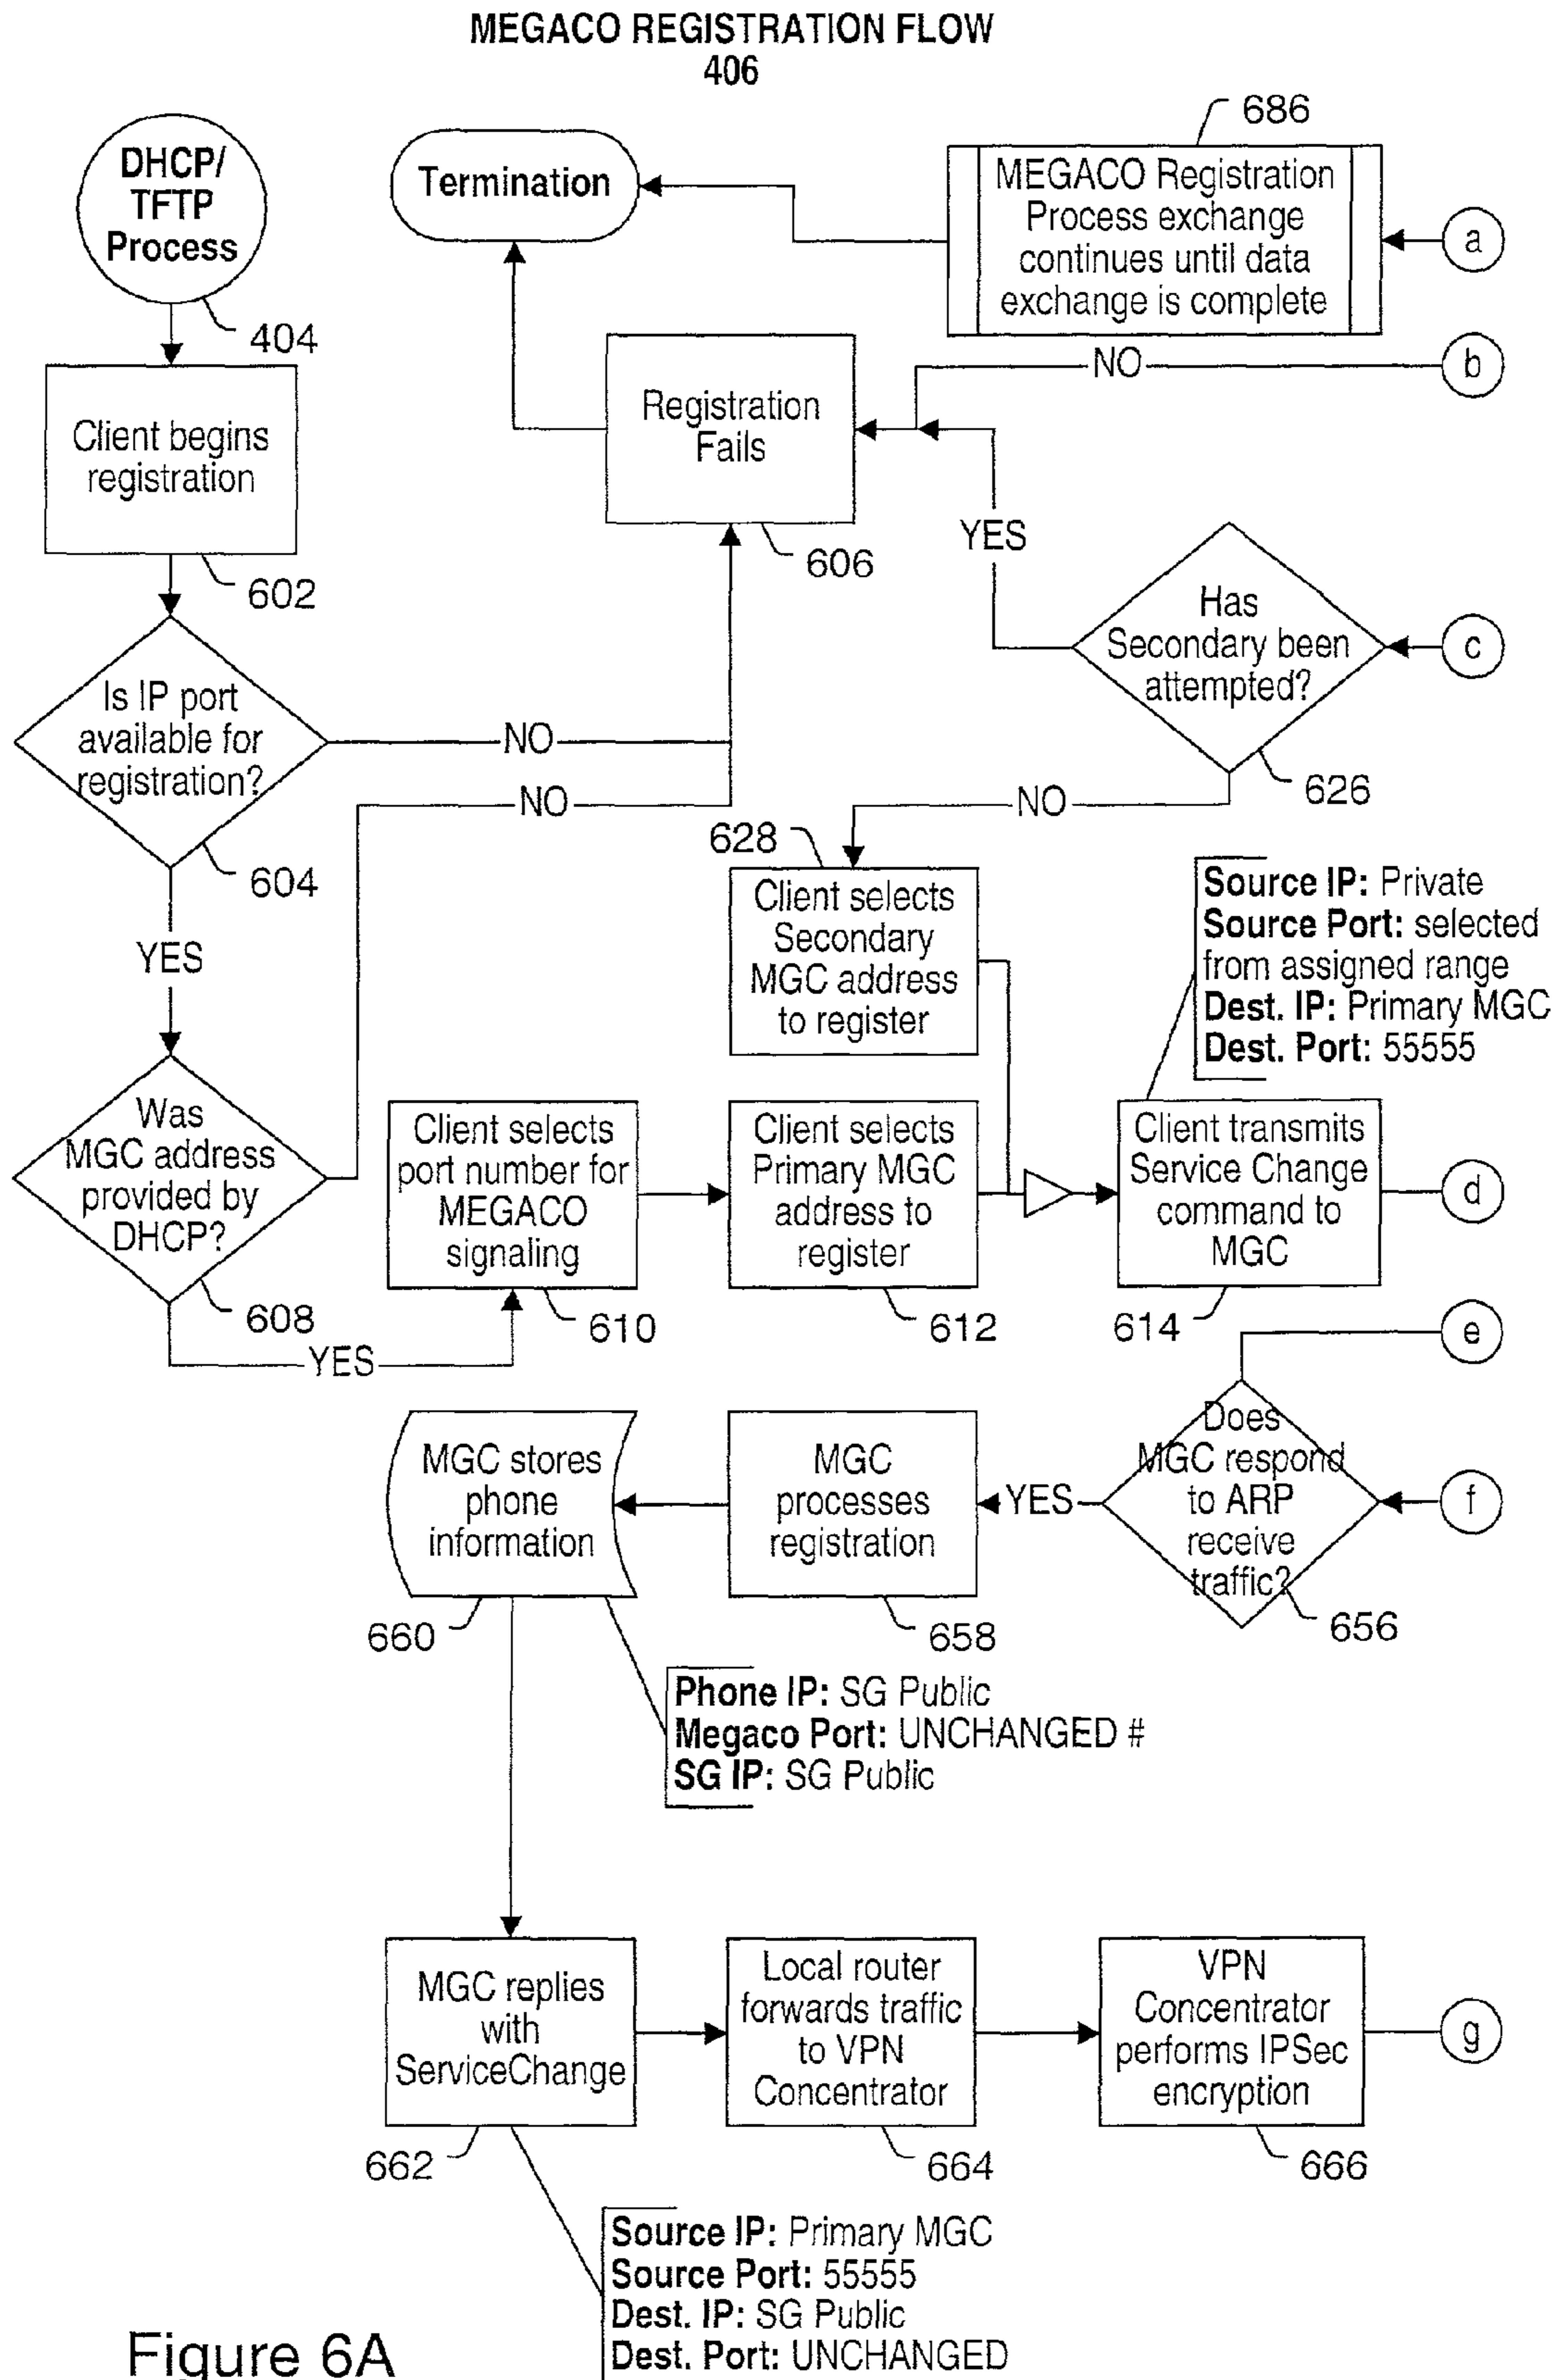 MEGACO REGISTRATION FLOW
406
DHCP/
TFTP
Process
404
Termination
686
MEGACO Registration
Process exchange
continues until data
exchange is complete
a
Client begins
registration
602
Registration
Fails
606
NO
b
YES
Has
Secondary been
attempted?
c
626
Is IP port
available for
registration?
604
NO
NO
YES
NO
628
Client selects
Secondary
MGC address
to register
Source IP: Private
Source Port: selected
from assigned range
Dest. IP: Primary MGC
Dest. Port: 55555
Was
MGC address
provided by
DHCP?
608
YES
Client selects
port number for
MEGACO
signaling
610
Client selects
Primary MGC
address to
register
612
Client transmits
Service Change
command to
MGC
614
d
e
Does
MGC respond
to ARP
receive
traffic?
656
f
YES
MGC
processes
registration
658
MGC stores
phone
information
660
Phone IP: SG Public
Megaco Port: UNCHANGED #
SG IP: SG Public
MGC replies
with
ServiceChange
662
Local router
forwards traffic
to VPN
Concentrator
664
VPN
Concentrator
performs IPSec
encryption
666
g
Source IP: Primary MGC
Source Port: 55555
Dest. IP: SG Public
Dest. Port: UNCHANGED
Figure 6A